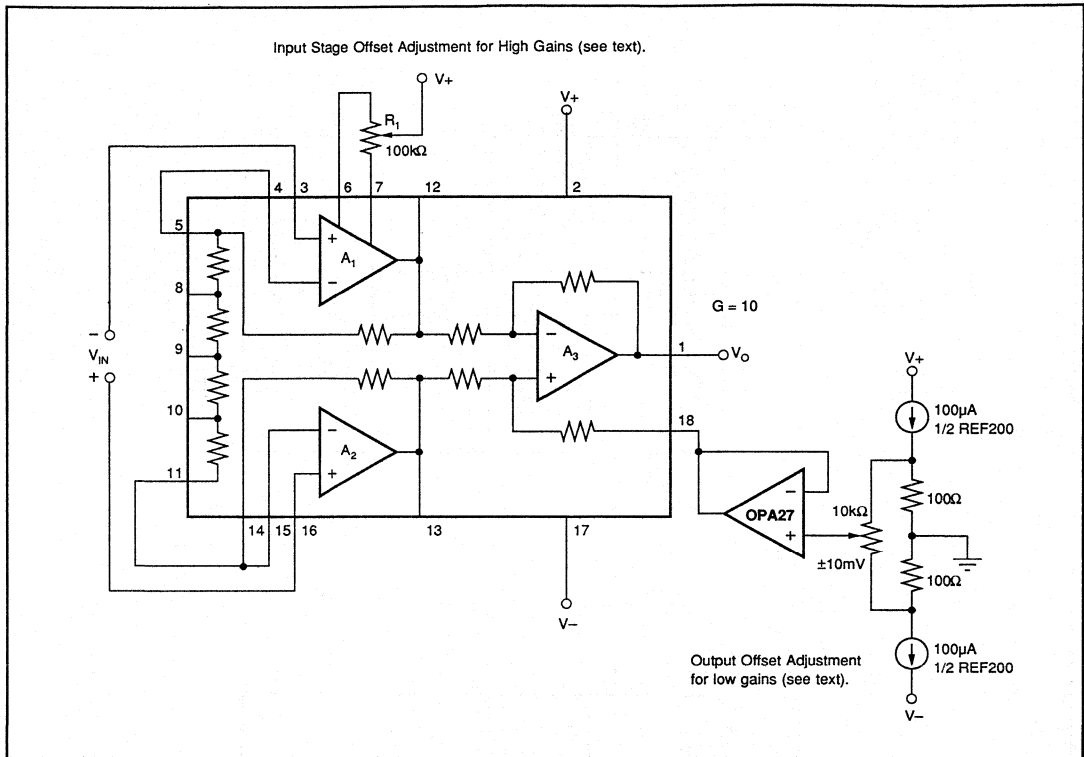 Input Stage Offset Adjustment for High Gains (see text).
V+
R1
100kΩ
V+
4 3 6 7 12 2
5
+
A1
−
8
9
10
11
−
VIN
+
−
A2
+
−
A3
+
G = 10
1
VO
18
14 15 16 13 17
V−
−
OPA27
+
10kΩ
±10mV
V+
100µA
1/2 REF200
100Ω
100Ω
100µA
1/2 REF200
V−
Output Offset Adjustment
for low gains (see text).